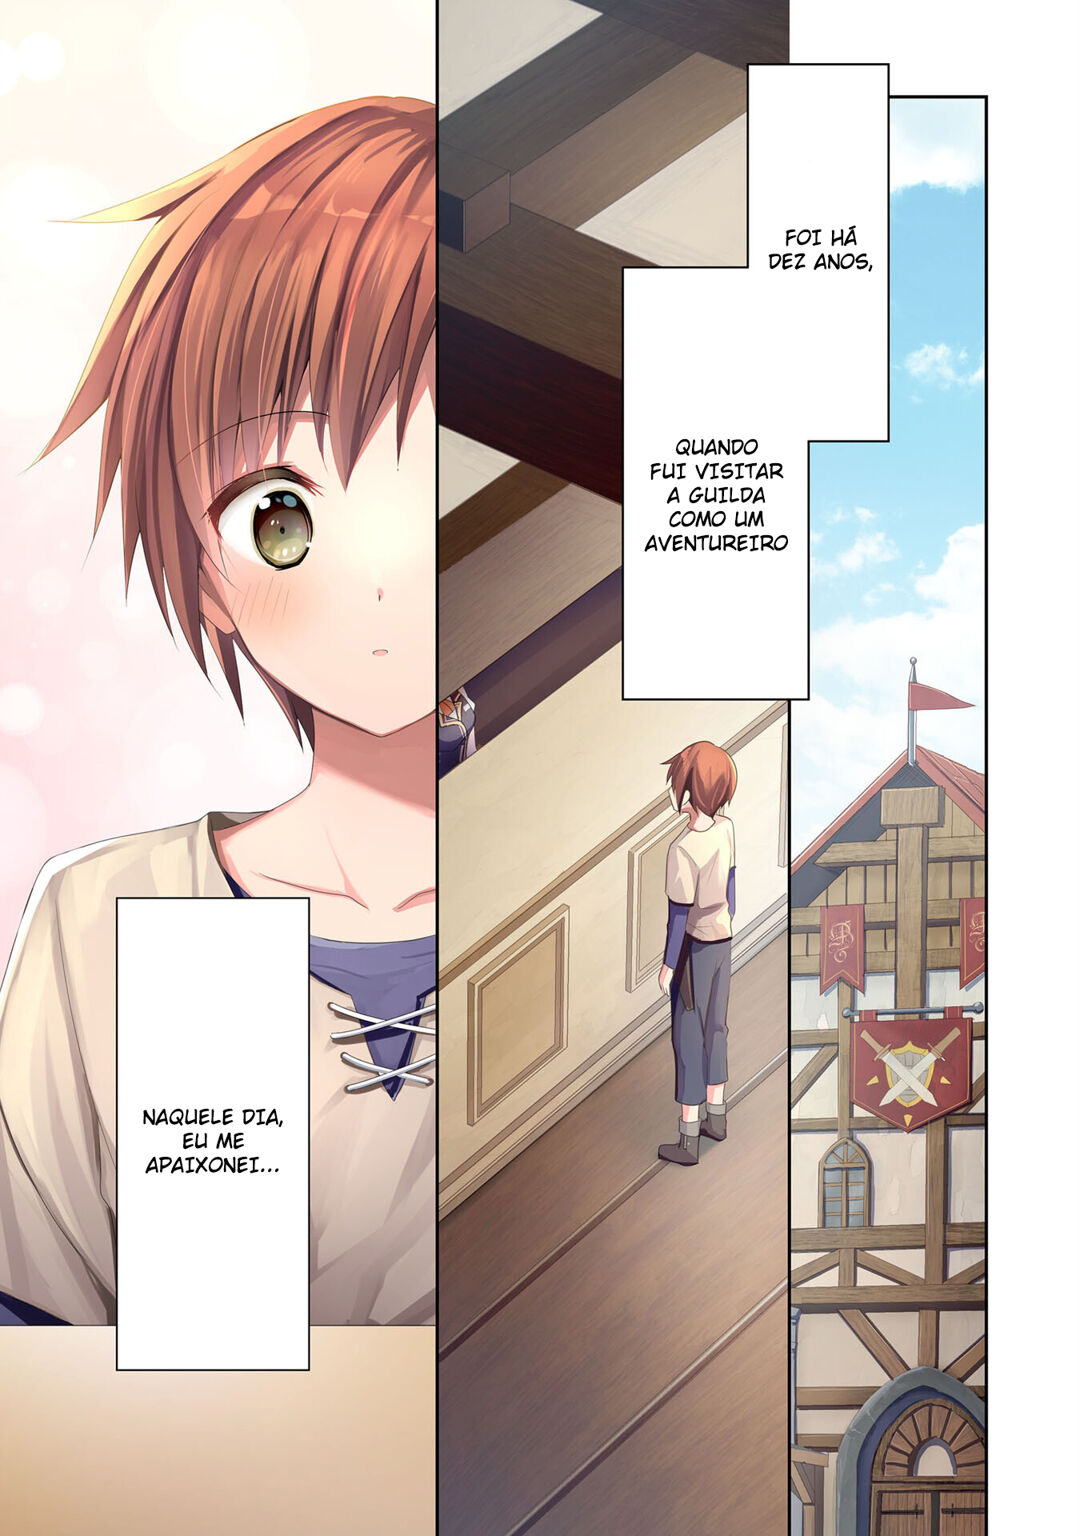 FOI HÁ
DEZ ANOS,
QUANDO
FUI VISITAR
A GUILDA
COMO UM
AVENTUREIRO
NAQUELE DIA,
EU ME
APAIXONEI...